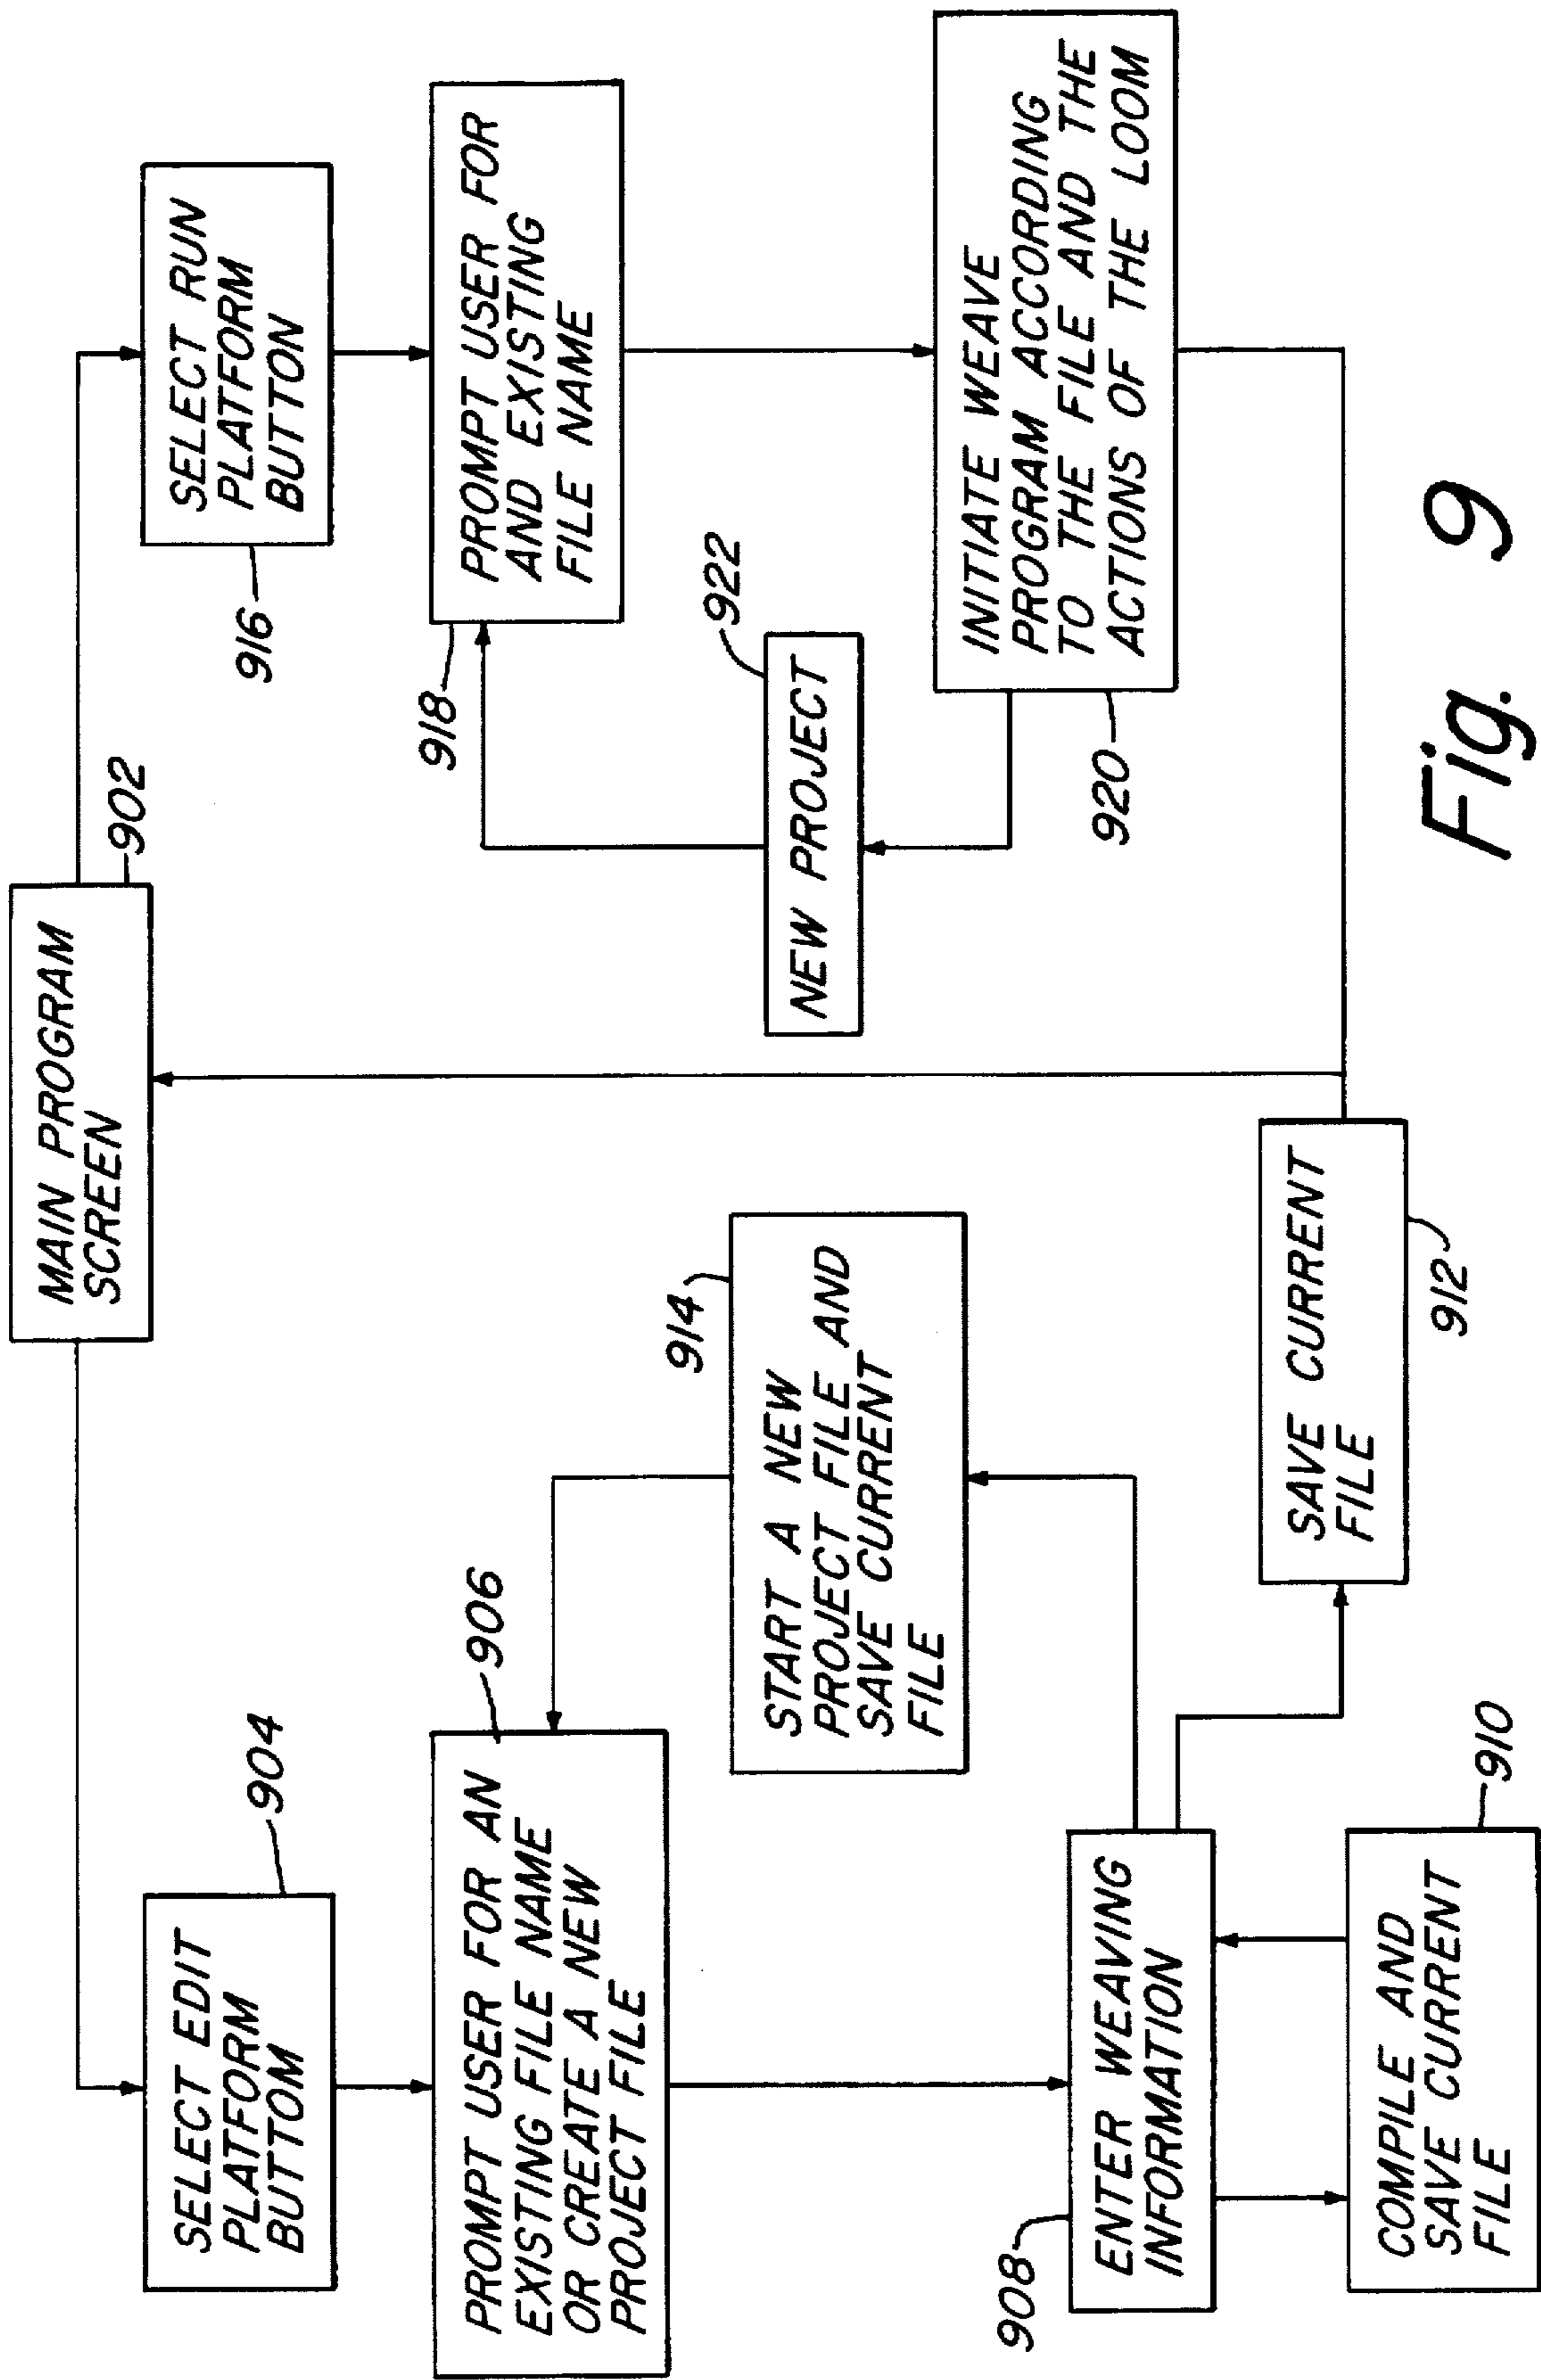 MAIN PROGRAM
SCREEN
902
SELECT EDIT
PLATFORM
BUTTOM
904
SELECT RUN
PLATFORM
BUTTON
916
PROMPT USER FOR AN
EXISTING FILE NAME
OR CREATE A NEW
PROJECT FILE
906
PROMPT USER FOR
AND EXISTING
FILE NAME
918
START A NEW
PROJECT FILE AND
SAVE CURRENT
FILE
914
NEW PROJECT
922
ENTER WEAVING
INFORMATION
908
INITIATE WEAVE
PROGRAM ACCORDING
TO THE FILE AND THE
ACTIONS OF THE LOOM
920
SAVE CURRENT
FILE
912
COMPILE AND
SAVE CURRENT
FILE
910
Fig. 9